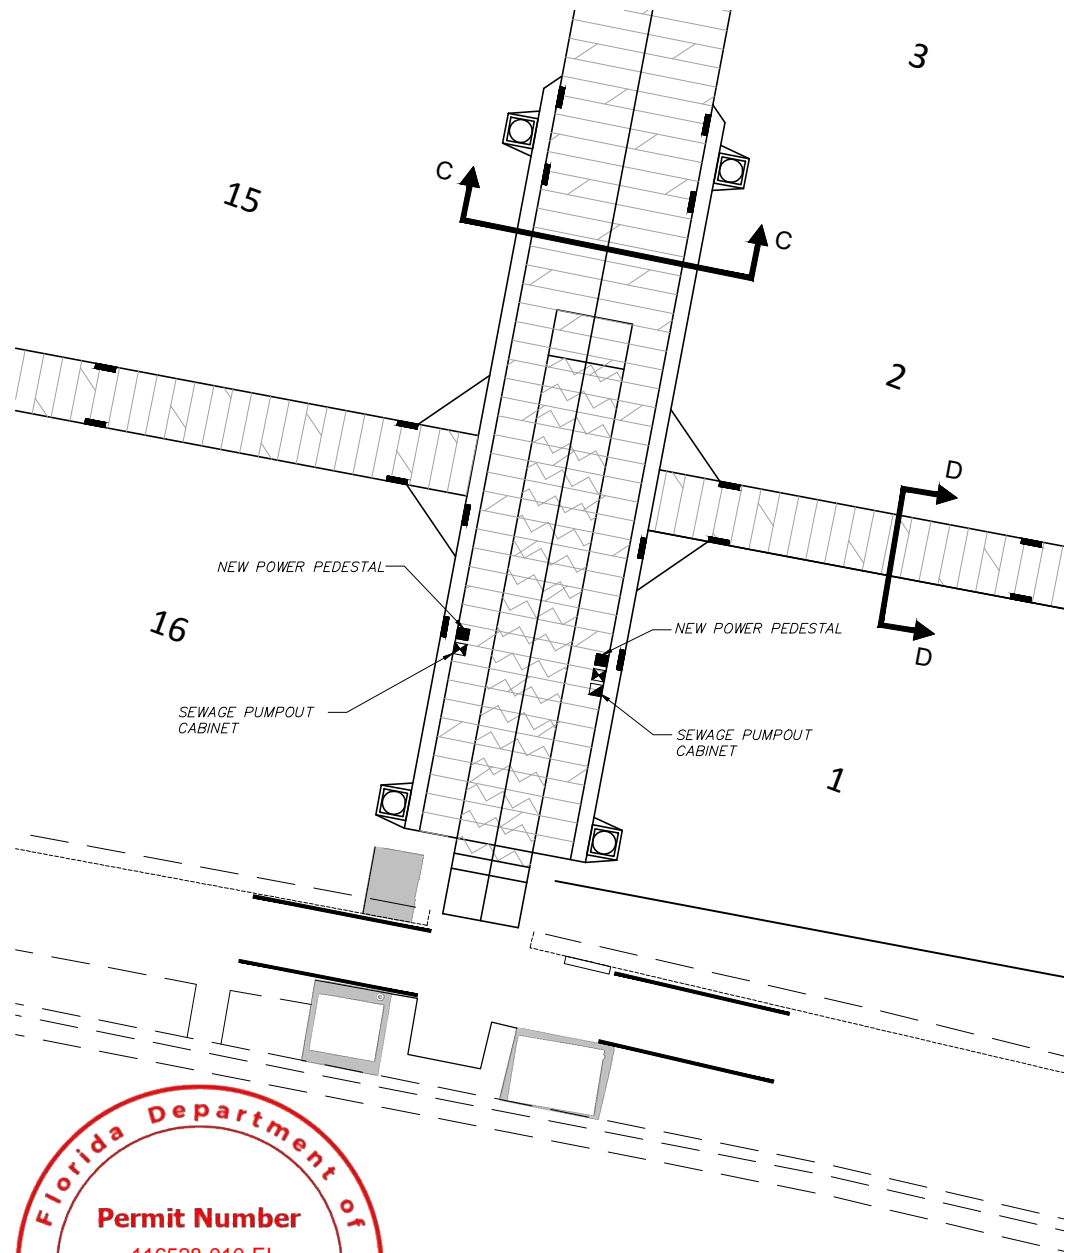 3
15
C
C
2
D
D
NEW POWER PEDESTAL
16
NEW POWER PEDESTAL
SEWAGE PUMPOUT
CABINET
SEWAGE PUMPOUT
CABINET
1
Florida Department of
Permit Number